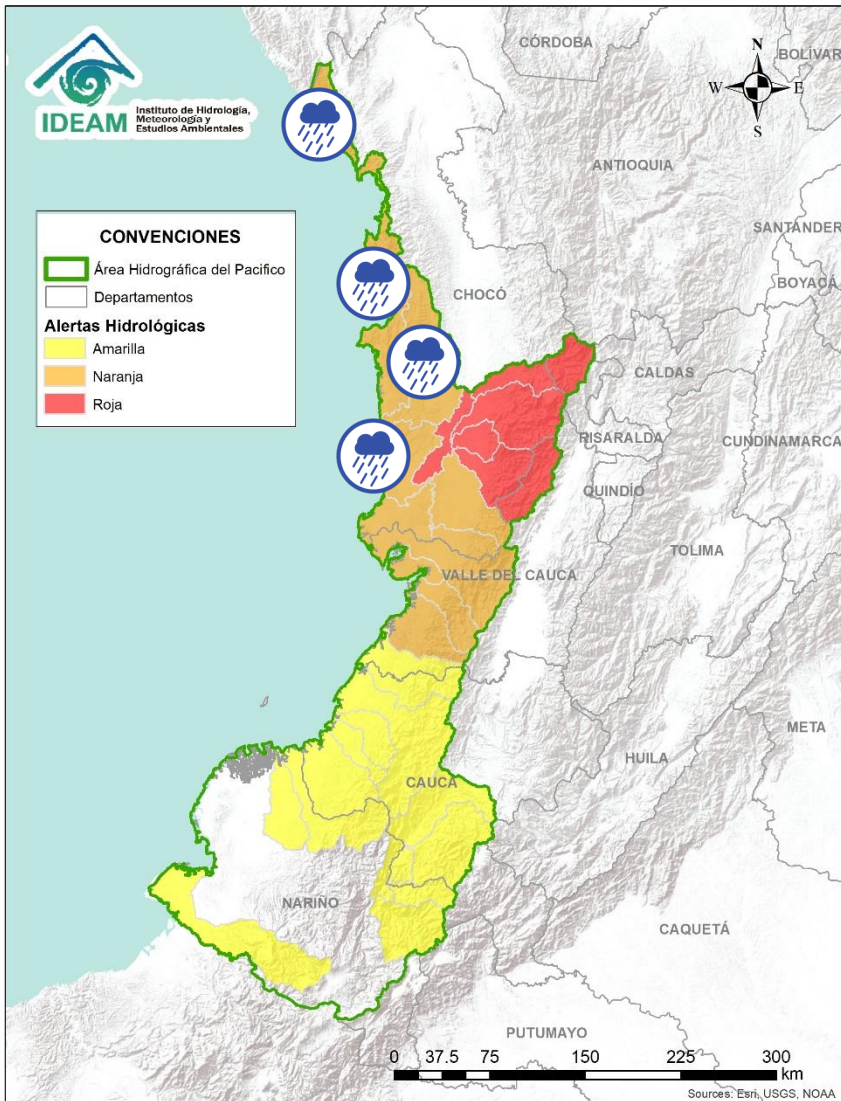 IDEAM
Instituto de Hidrología,
Meteorología y
Estudios Ambientales
CÓRDOBA
BOLÍVAR
N
W
E
S
ANTIOQUIA
SANTANDER
BOYACÁ
CONVENCIONES
Área Hidrográfica del Pacifico
Departamentos
Alertas Hidrológicas
Amarilla
Naranja
Roja
CHOCÓ
CALDAS
RISARALDA
CUNDINAMARCA
QUINDÍO
TOLIMA
VALLE DEL CAUCA
META
HUILA
CAUCA
NARIÑO
CAQUETÁ
PUTUMAYO
0 37.5 75 150 225 300
km
Sources: Esri, USGS, NOAA